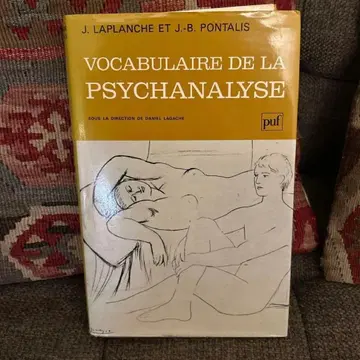 J. LAPLANCHE ET J.-B. PONTALIS
VOCABULAIRE DE LA
PSYCHANALYSE
SOUS LA DIRECTION DE DANIEL LAGACHE
puf